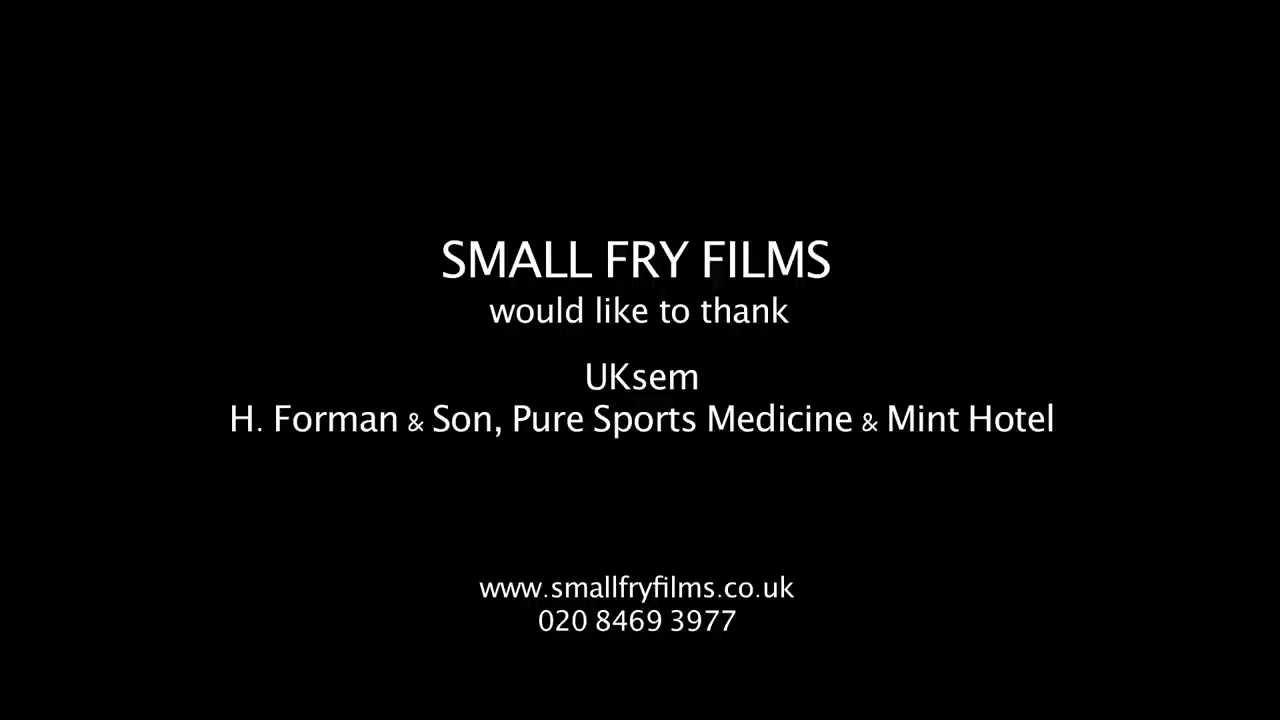 SMALL FRY FILMS
would like to thank
UKsem
H. Forman & Son, Pure Sports Medicine & Mint Hotel
www.smallfryfilms.co.uk
020 8469 3977